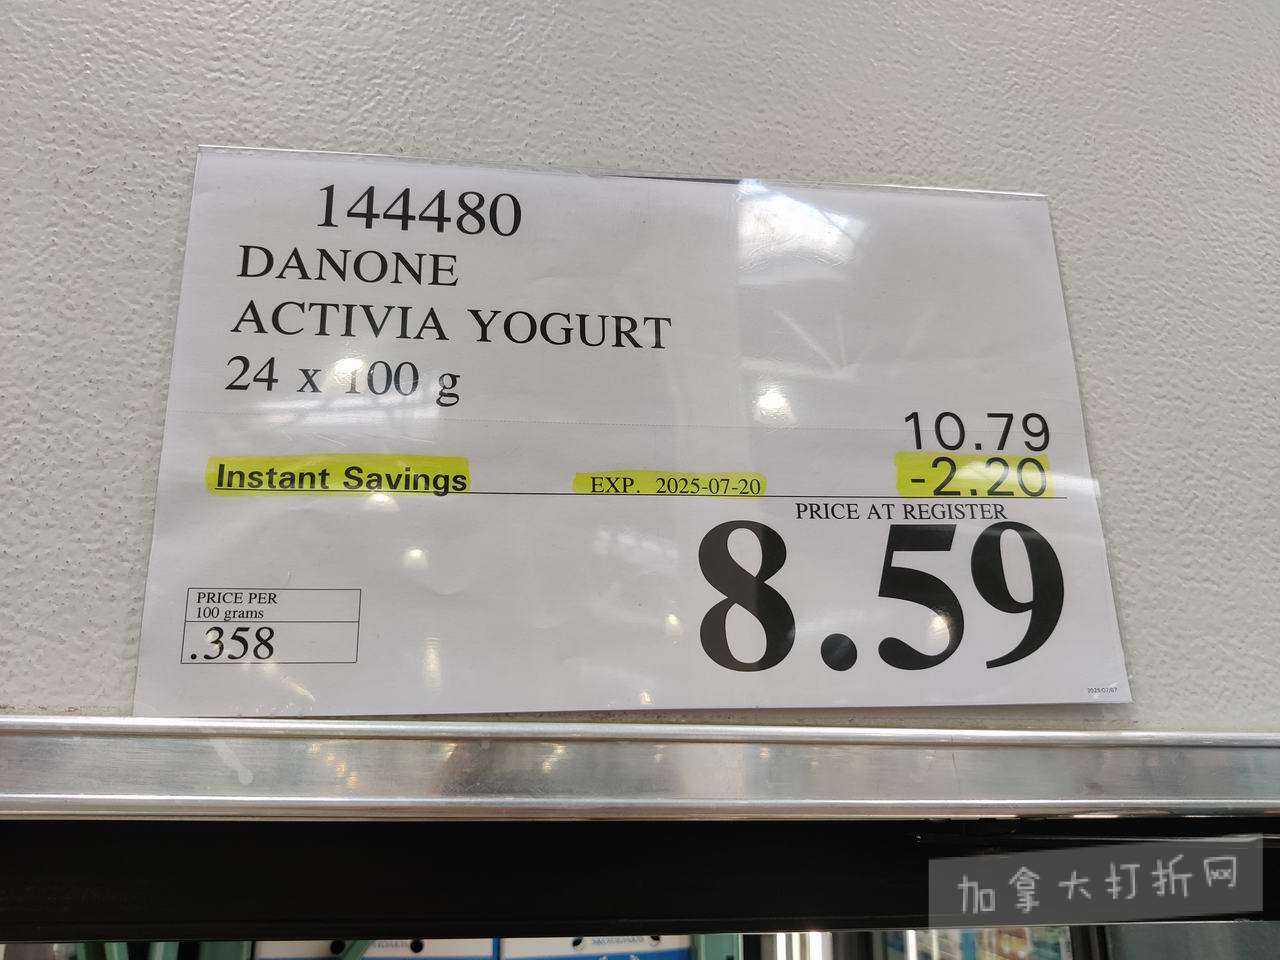 144480
DANONE
ACTIVIA YOGURT
24 x 100 g
10.79
Instant Savings EXP. 2025-07-20 -2.20
PRICE AT REGISTER
8.59
PRICE PER
100 grams
.358
2025/07/07
加拿大打折网